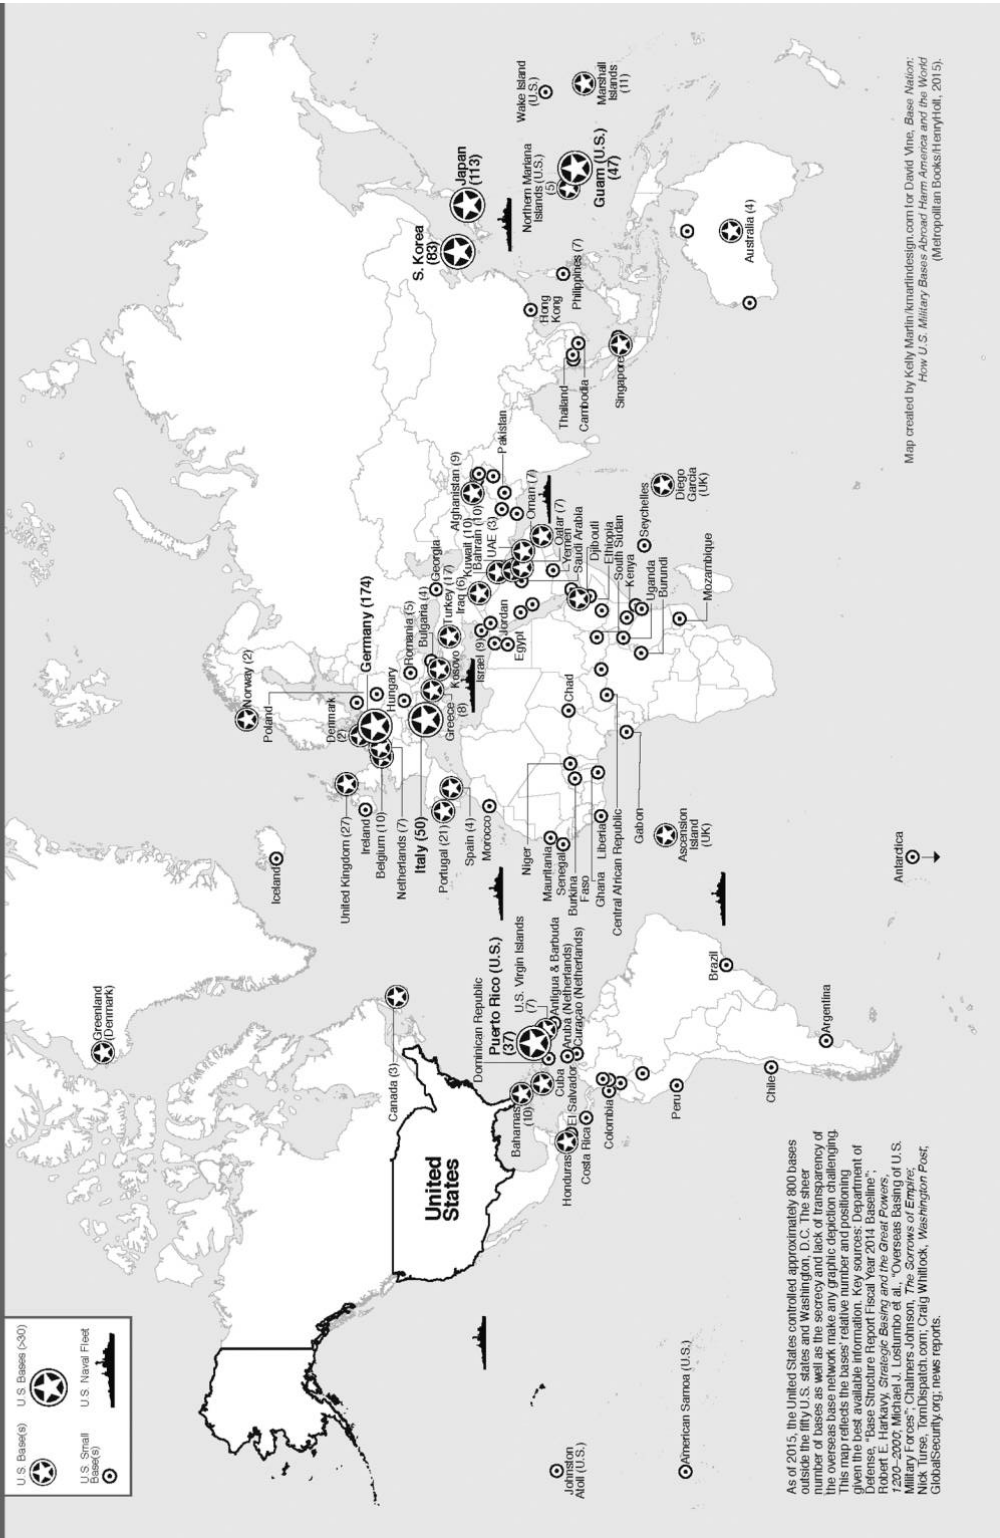 U.S. Base(s)
U.S. Bases (>30)
U.S. Small
Base(s)
U.S. Naval Fleet
Greenland
(Denmark)
Iceland
Canada (3)
United
States
Norway (2)
Poland
Denmark
(2)
Germany (174)
Hungary
United Kingdom (27)
Ireland
Belgium (10)
Netherlands (7)
Italy (50)
Portugal (21)
Spain (4)
Morocco
Romania (5)
Bulgaria (4)
Georgia
Turkey (17)
Kosovo
Greece
(8)
Iraq (6)
Israel (9)
Jordan
Egypt
Kuwait (10)
Bahrain (10)
UAE (3)
Afghanistan (9)
Pakistan
Oman (7)
Qatar (7)
Yemen
Saudi Arabia
Djibouti
Ethiopia
South Sudan
Kenya
Uganda
Burundi
Seychelles
Mozambique
Diego
Garcia
(UK)
Chad
Niger
Mauritania
Senegal
Burkina
Faso
Ghana
Liberia
Central African Republic
Gabon
Ascension
Island
(UK)
Antarctica
S. Korea
(83)
Japan
(113)
Hong
Kong
Philippines (7)
Thailand
Cambodia
Singapore
Northern Mariana
Islands (U.S.)
(5)
Guam (U.S.)
(47)
Wake Island
(U.S.)
Marshall
Islands
(11)
Australia (4)
Dominican Republic
Puerto Rico (U.S.)
(37)
U.S. Virgin Islands
(7)
Antigua & Barbuda
Aruba (Netherlands)
Curaçao (Netherlands)
Bahamas
(10)
Cuba
El Salvador
Honduras
Costa Rica
Colombia
Peru
Brazil
Chile
Argentina
Johnston
Atoll (U.S.)
American Samoa (U.S.)
As of 2015, the United States controlled approximately 800 bases
outside the fifty U.S. states and Washington, D.C. The sheer
number of bases as well as the secrecy and lack of transparency of
the overseas base network make any graphic depiction challenging.
This map reflects the bases' relative number and positioning
given the best available information. Key sources: Department of
Defense, "Base Structure Report Fiscal Year 2014 Baseline";
Robert E. Harkavy, Strategic Basing and the Great Powers,
1200–2000; Michael J. Lostumbo et al., "Overseas Basing of U.S.
Military Forces"; Chalmers Johnson, The Sorrows of Empire;
Nick Turse, TomDispatch.com; Craig Whitlock, Washington Post;
GlobalSecurity.org; news reports.
Map created by Kelly Martin/kmartindesign.com for David Vine, Base Nation:
How U.S. Military Bases Abroad Harm America and the World
(Metropolitan Books/HenryHolt, 2015).